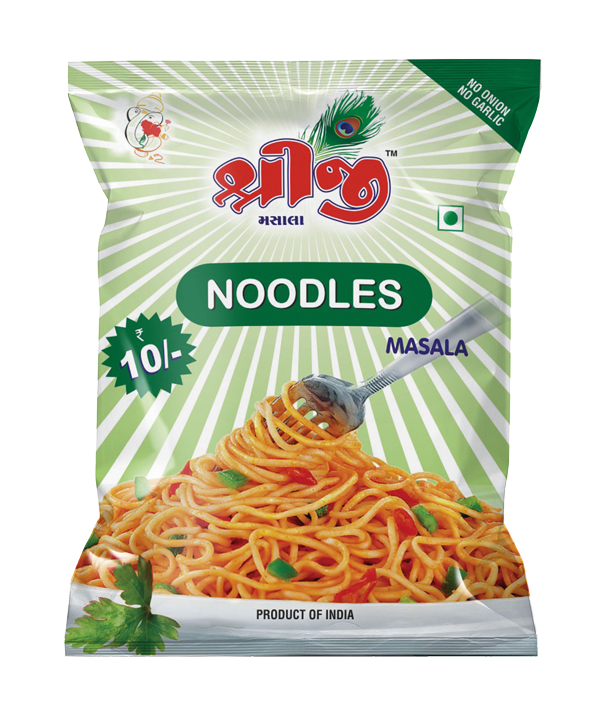 NO ONION
NO GARLIC
શ્રીજી TM
મસાલા
NOODLES
₹
10/-
MASALA
PRODUCT OF INDIA